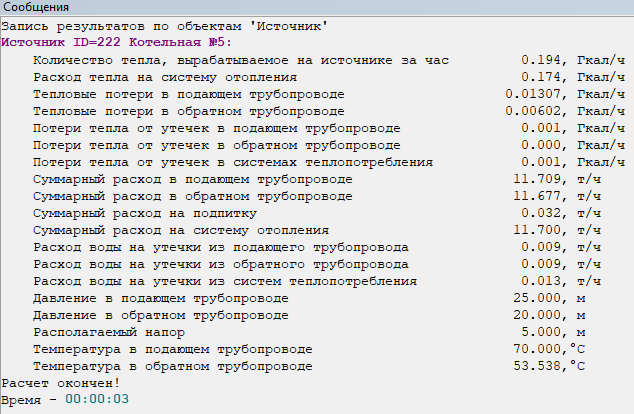 Сообщения
Запись результатов по объектам 'Источник'
Источник ID=222 Котельная №5:
Количество тепла, вырабатываемое на источнике за час 0.194, Гкал/ч
Расход тепла на систему отопления 0.174, Гкал/ч
Тепловые потери в подающем трубопроводе 0.01307, Гкал/ч
Тепловые потери в обратном трубопроводе 0.00602, Гкал/ч
Потери тепла от утечек в подающем трубопроводе 0.001, Гкал/ч
Потери тепла от утечек в обратном трубопроводе 0.000, Гкал/ч
Потери тепла от утечек в системах теплопотребления 0.001, Гкал/ч
Суммарный расход в подающем трубопроводе 11.709, т/ч
Суммарный расход в обратном трубопроводе 11.677, т/ч
Суммарный расход на подпитку 0.032, т/ч
Суммарный расход на систему отопления 11.700, т/ч
Расход воды на утечки из подающего трубопровода 0.009, т/ч
Расход воды на утечки из обратного трубопровода 0.009, т/ч
Расход воды на утечки из систем теплопотребления 0.013, т/ч
Давление в подающем трубопроводе 25.000, м
Давление в обратном трубопроводе 20.000, м
Располагаемый напор 5.000, м
Температура в подающем трубопроводе 70.000,°C
Температура в обратном трубопроводе 53.538,°C
Расчет окончен!
Время - 00:00:03